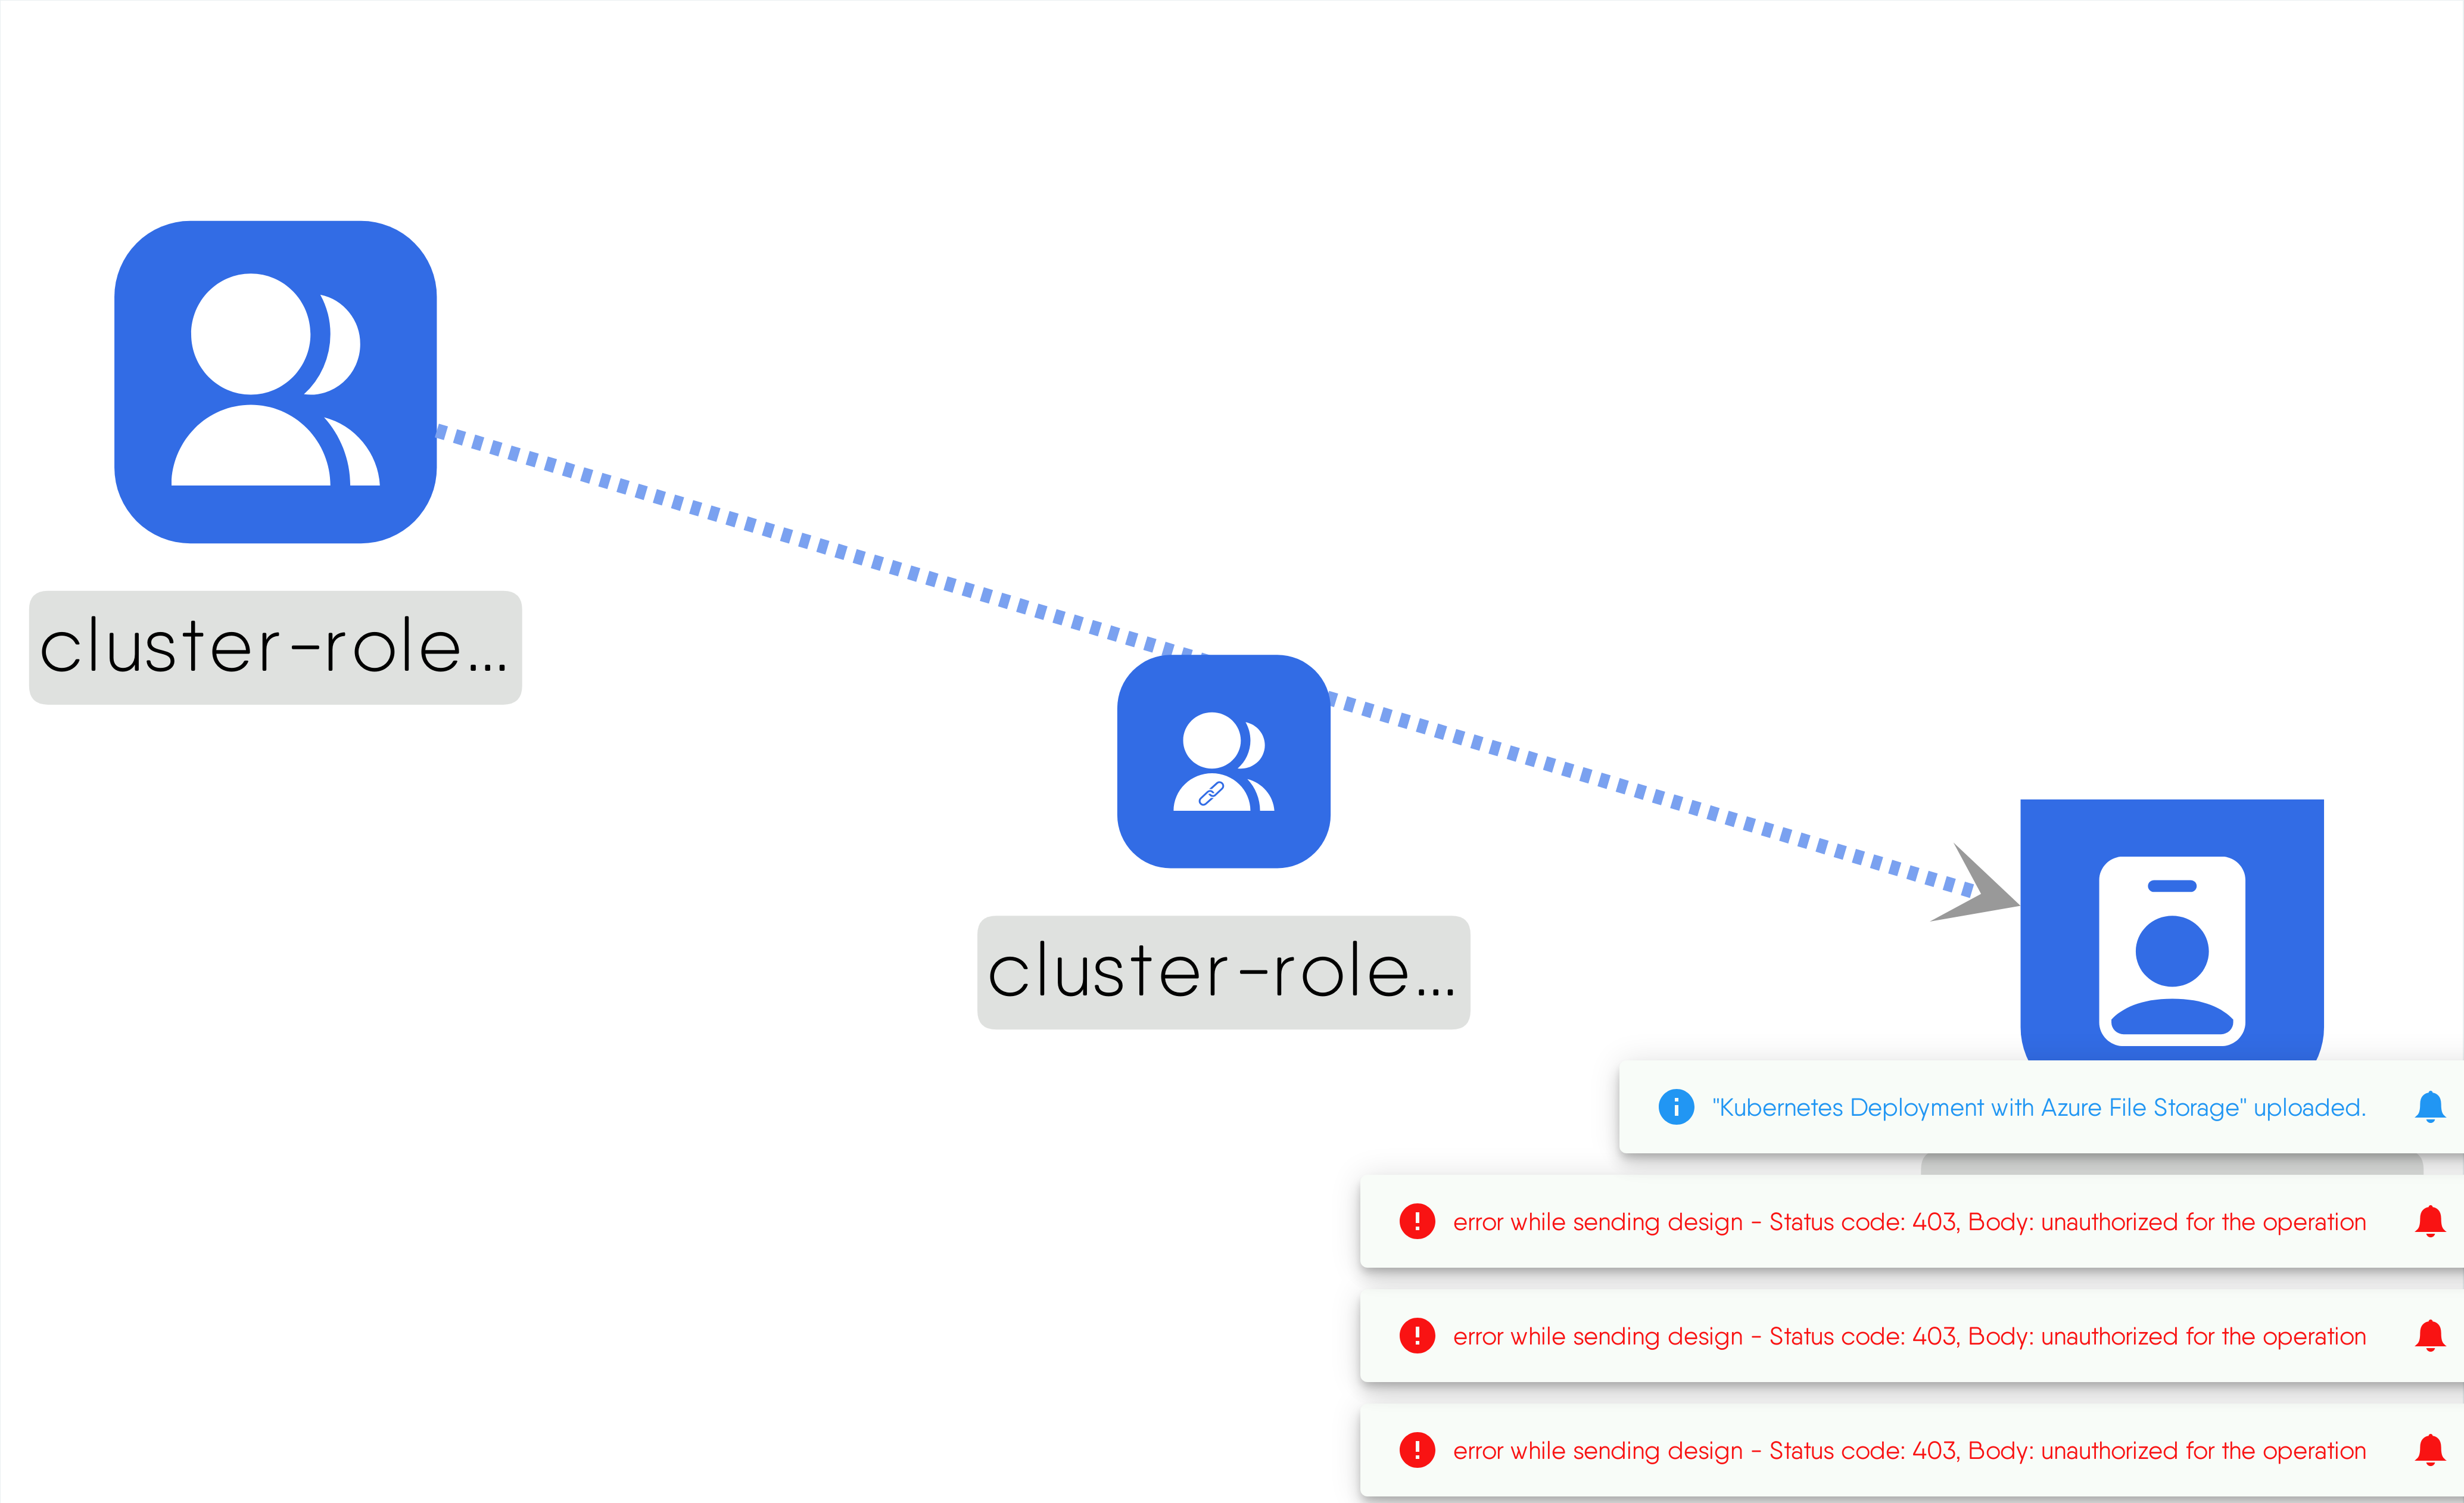 cluster-role...
cluster-role...
"Kubernetes Deployment with Azure File Storage" uploaded.
error while sending design - Status code: 403, Body: unauthorized for the operation
error while sending design - Status code: 403, Body: unauthorized for the operation
error while sending design - Status code: 403, Body: unauthorized for the operation